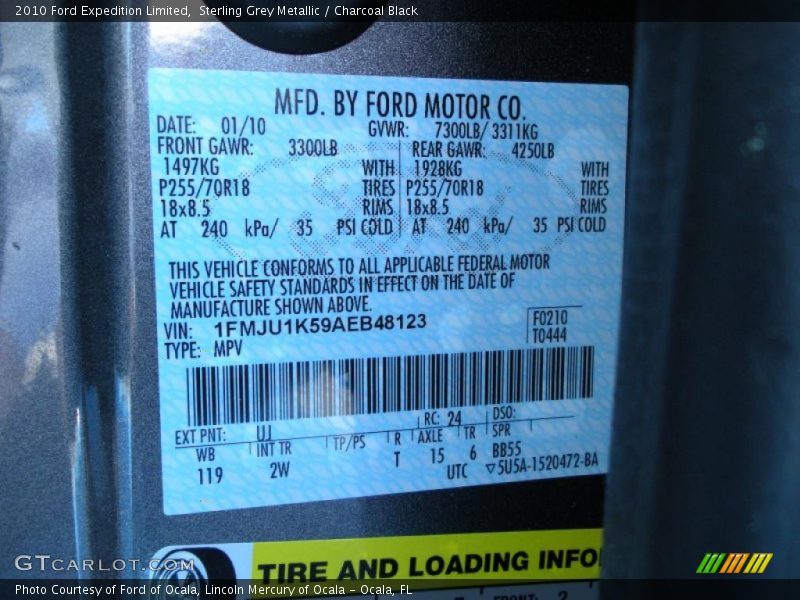 2010 Ford Expedition Limited, Sterling Grey Metallic / Charcoal Black
MFD. BY FORD MOTOR CO.
DATE: 01/10 GVWR: 7300LB/ 3311KG
FRONT GAWR: 3300LB REAR GAWR: 4250LB
1497KG WITH 1928KG WITH
P255/70R18 TIRES P255/70R18 TIRES
18x8.5 RIMS 18x8.5 RIMS
AT 240 kPa/ 35 PSI COLD AT 240 kPa/ 35 PSI COLD
THIS VEHICLE CONFORMS TO ALL APPLICABLE FEDERAL MOTOR
VEHICLE SAFETY STANDARDS IN EFFECT ON THE DATE OF
MANUFACTURE SHOWN ABOVE.
VIN: 1FMJU1K59AEB48123 F0210
TYPE: MPV T0444
EXT PNT: UJ RC: 24 DSO:
WB INT TR TP/PS R AXLE TR SPR
119 2W T 15 6 BB55
UTC ▽5U5A-1520472-BA
TIRE AND LOADING INFO
GTCARLOT.COM
Photo Courtesy of Ford of Ocala, Lincoln Mercury of Ocala – Ocala, FL